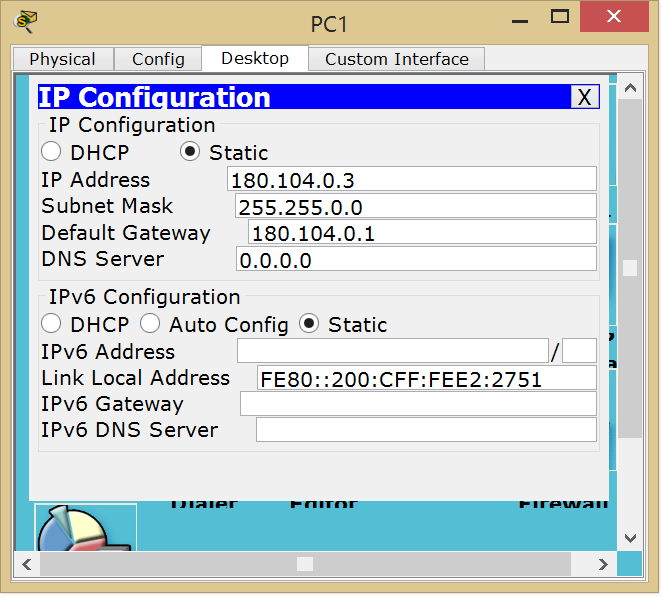 PC1
Physical Config Desktop Custom Interface
IP Configuration X
IP Configuration
DHCP Static
IP Address 180.104.0.3
Subnet Mask 255.255.0.0
Default Gateway 180.104.0.1
DNS Server 0.0.0.0
IPv6 Configuration
DHCP Auto Config Static
IPv6 Address /
Link Local Address FE80::200:CFF:FEE2:2751
IPv6 Gateway
IPv6 DNS Server
Dialer Editor Firewall